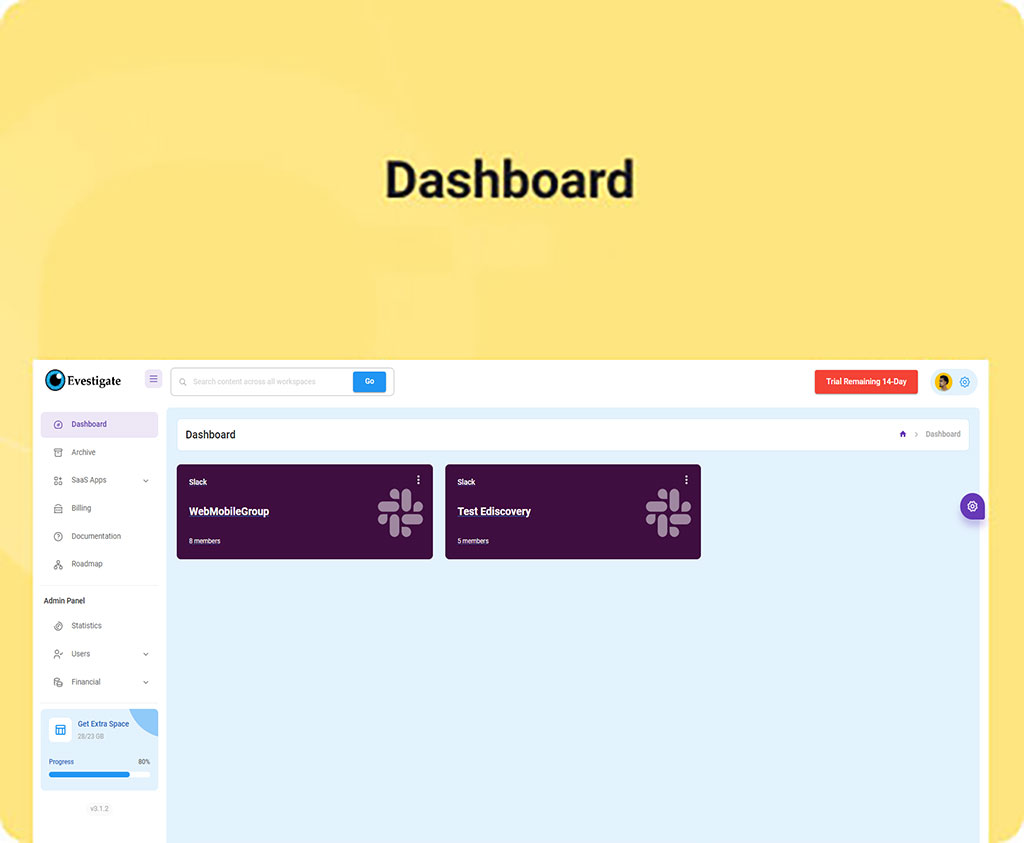 Dashboard
Evestigate
Search content across all workspaces
Go
Trial Remaining 14-Day
Dashboard
Archive
SaaS Apps
Billing
Documentation
Roadmap
Admin Panel
Statistics
Users
Financial
Get Extra Space
28/23 GB
Progress 80%
v3.1.2
Dashboard
Dashboard
Slack
WebMobileGroup
8 members
Slack
Test Ediscovery
5 members